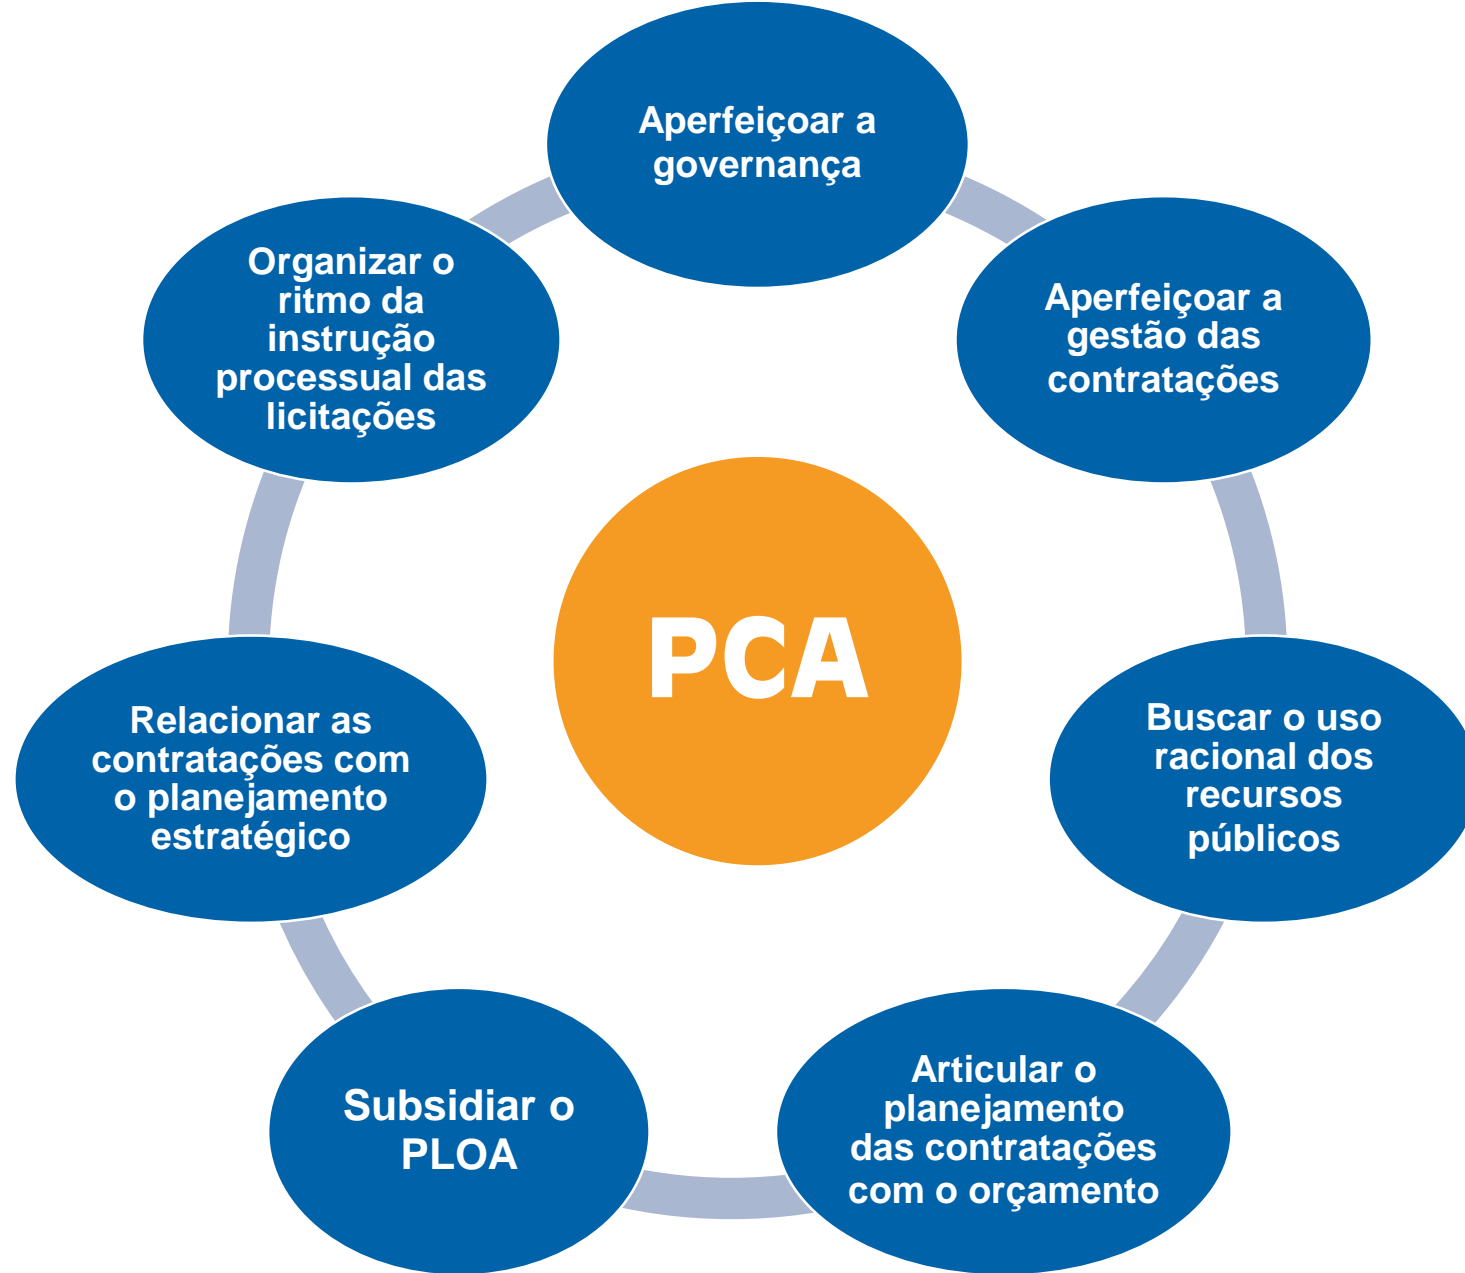 Aperfeiçoar a
governança
Aperfeiçoar a
gestão das
contratações
Buscar o uso
racional dos
recursos
públicos
Articular o
planejamento
das contratações
com o orçamento
Subsidiar o
PLOA
Relacionar as
contratações com
o planejamento
estratégico
Organizar o
ritmo da
instrução
processual das
licitações
PCA